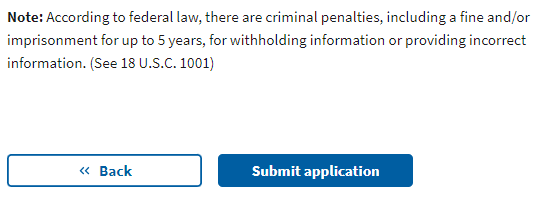 Note: According to federal law, there are criminal penalties, including a fine and/or
imprisonment for up to 5 years, for withholding information or providing incorrect
information. (See 18 U.S.C. 1001)
« Back
Submit application